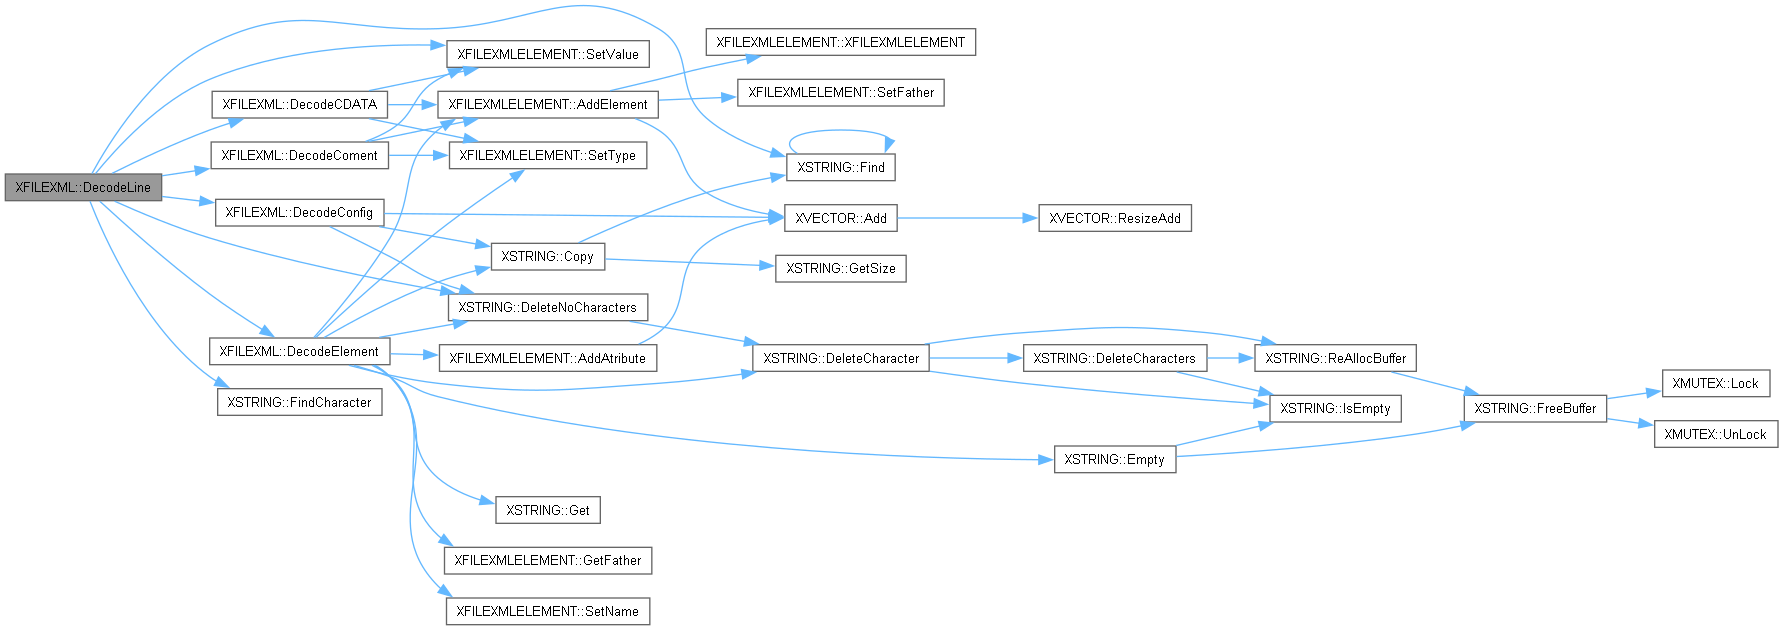 XFILEXML::DecodeLine
XFILEXML::DecodeCDATA
XFILEXML::DecodeComent
XFILEXML::DecodeConfig
XFILEXML::DecodeElement
XSTRING::FindCharacter
XFILEXMLELEMENT::SetValue
XFILEXMLELEMENT::AddElement
XFILEXMLELEMENT::SetType
XSTRING::Copy
XSTRING::DeleteNoCharacters
XFILEXMLELEMENT::AddAtribute
XSTRING::Get
XFILEXMLELEMENT::GetFather
XFILEXMLELEMENT::SetName
XFILEXMLELEMENT::XFILEXMLELEMENT
XFILEXMLELEMENT::SetFather
XSTRING::Find
XVECTOR::Add
XSTRING::GetSize
XSTRING::DeleteCharacter
XVECTOR::ResizeAdd
XSTRING::DeleteCharacters
XSTRING::Empty
XSTRING::ReAllocBuffer
XSTRING::IsEmpty
XSTRING::FreeBuffer
XMUTEX::Lock
XMUTEX::UnLock